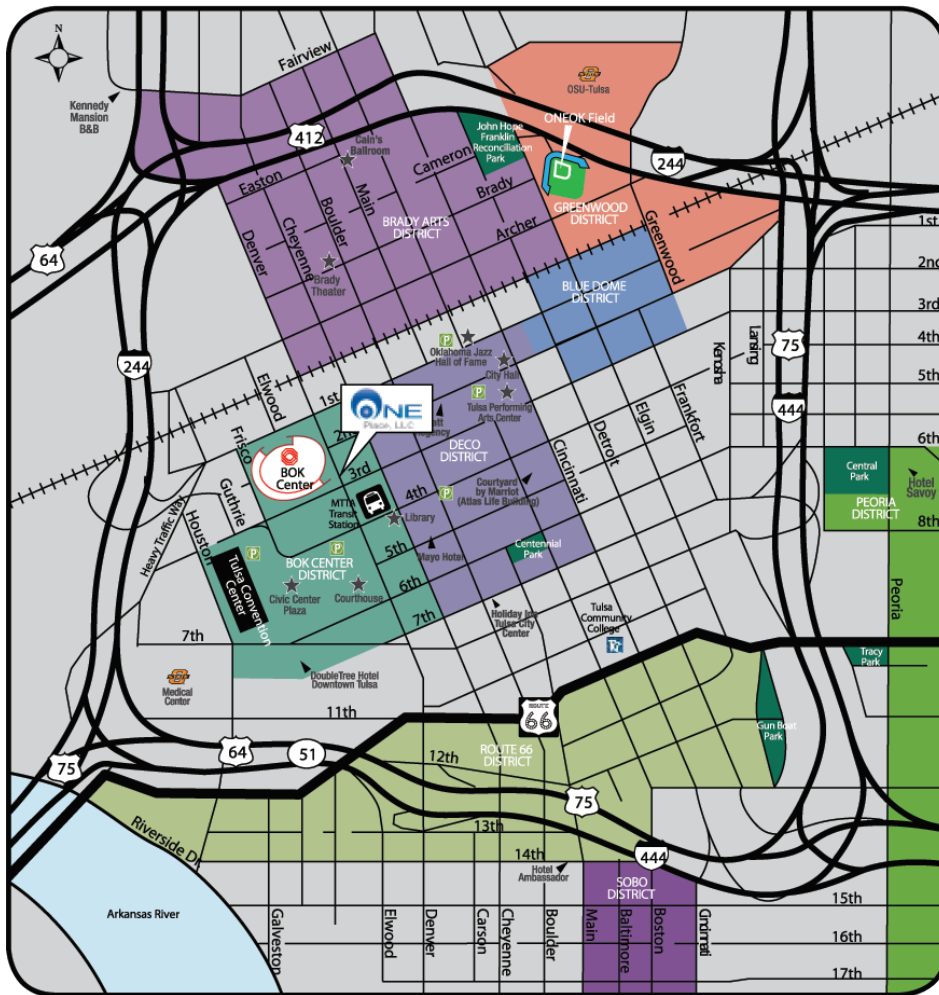 N
Fairview
Kennedy
Mansion
B&B
OSU-Tulsa
ONEOK Field
412
Cain's
Ballroom
John Hope
Franklin
Reconciliation
Park
244
Easton
Main
Cameron
Brady
Boulder
Cheyenne
Denver
BRADY ARTS
DISTRICT
Archer
GREENWOOD
DISTRICT
Greenwood
1st
64
Brady
Theater
2nd
BLUE DOME
DISTRICT
3rd
4th
Kenosha
Lansing
75
244
P
Oklahoma Jazz
Hall of Fame
City Hall
5th
Elwood
1st
ONE
Place, LLC
P
Tulsa Performing
Arts Center
Frankfort
444
Elgin
Detroit
Cincinnati
2nd
Frisco
DECO
DISTRICT
6th
BOK
Center
3rd
Central
Park
Hotel
Savoy
Courtyard
by Marriot
(Atlas Life Building)
4th
P
Guthrie
MTTA
Transit
Station
Library
PEORIA
DISTRICT
8th
Heavy Traffic Way
Houston
5th
Mayo Hotel
Centennial
Park
P
P
BOK CENTER
DISTRICT
Tulsa Convention
Center
Civic Center
Plaza
Courthouse
6th
7th
Peoria
Holiday Inn
Tulsa City
Center
Tulsa
Community
College
7th
Tracy
Park
DoubleTree Hotel
Downtown Tulsa
Medical
Center
11th
ROUTE
66
Gun Boat
Park
64
51
12th
ROUTE 66
DISTRICT
75
75
Riverside Dr
13th
14th
444
Hotel
Ambassador
SOBO
DISTRICT
15th
Arkansas River
Galveston
Elwood
Denver
Carson
Cheyenne
Boulder
Main
Baltimore
Boston
16th
17th